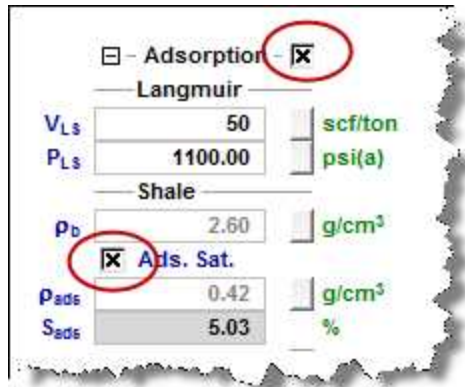 Adsorption
Langmuir
VLS 50 scf/ton
PLS 1100.00 psi(a)
Shale
ρb 2.60 g/cm³
Ads. Sat.
ρads 0.42 g/cm³
Sads 5.03 %